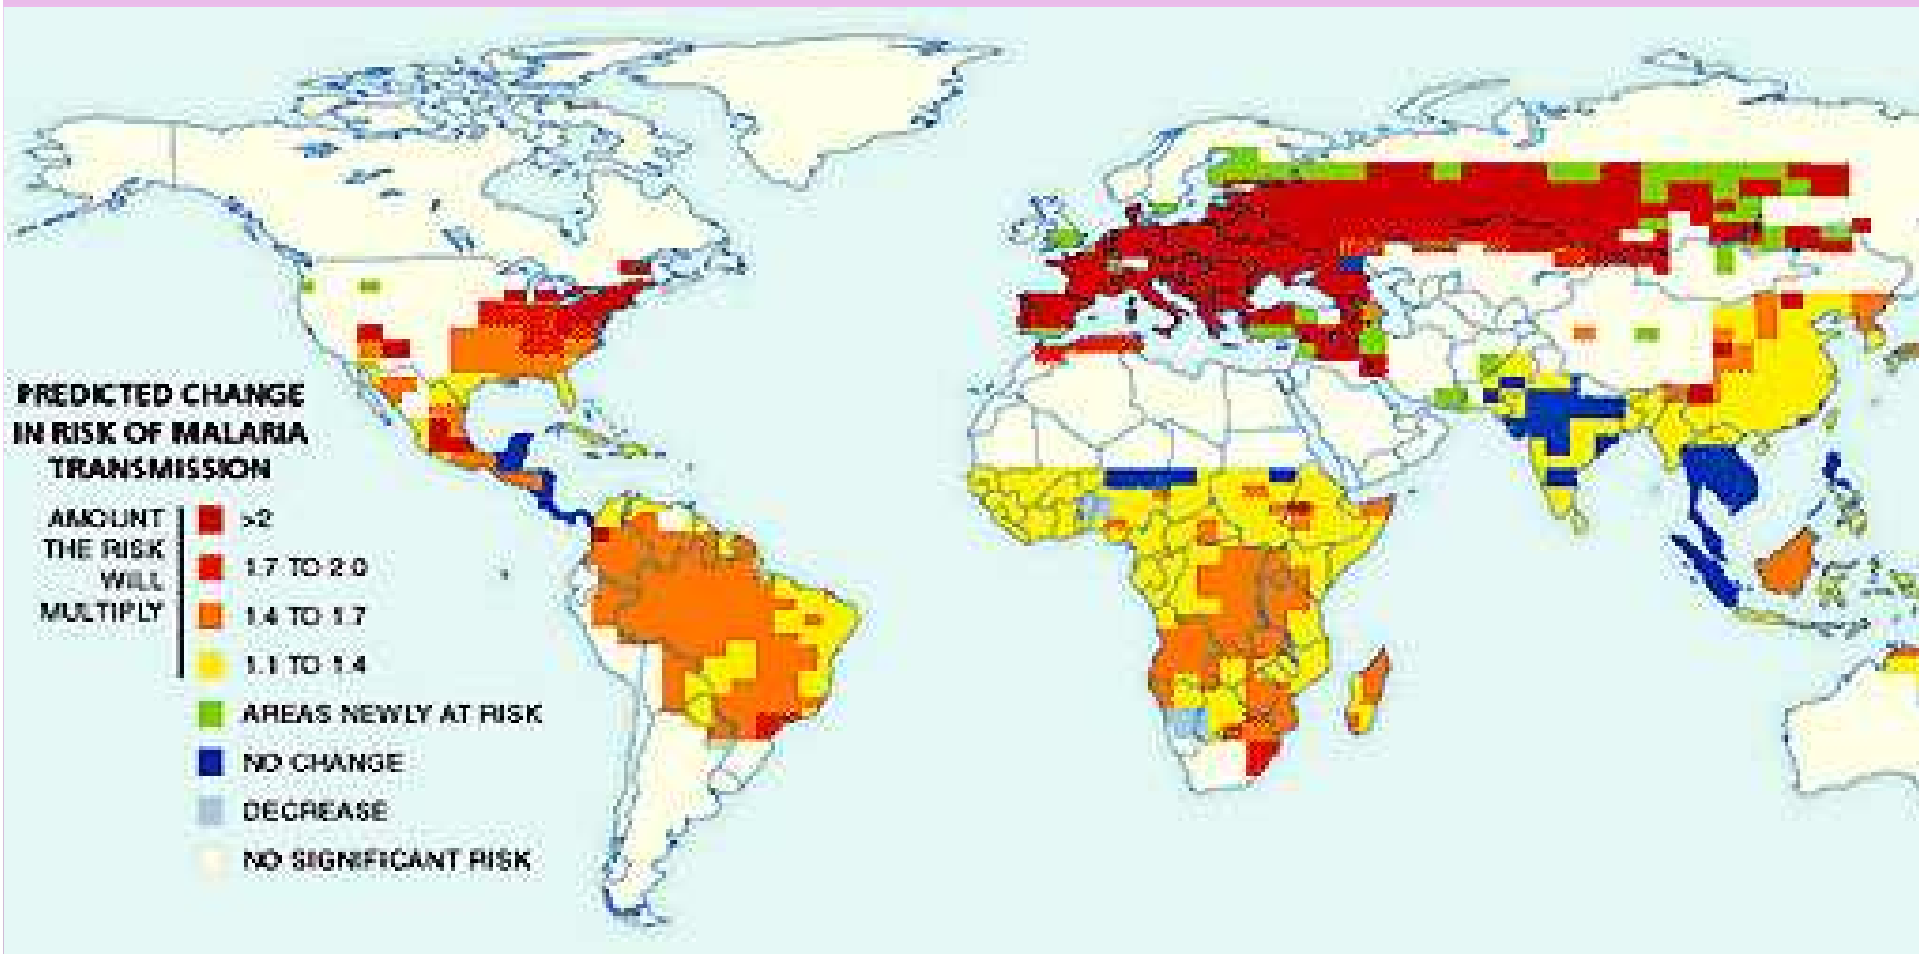 PREDICTED CHANGE
IN RISK OF MALARIA
TRANSMISSION
AMOUNT
THE RISK
WILL
MULTIPLY
>2
1.7 TO 2.0
1.4 TO 1.7
1.1 TO 1.4
AREAS NEWLY AT RISK
NO CHANGE
DECREASE
NO SIGNIFICANT RISK